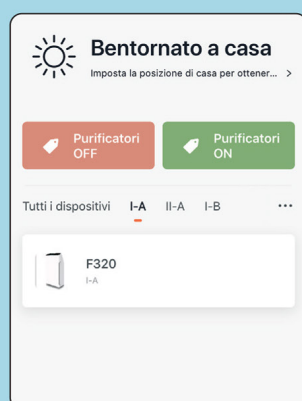 Bentornato a casa
Imposta la posizione di casa per ottener... >
Purificatori
OFF
Purificatori
ON
Tutti i dispositivi I-A II-A I-B ...
F320
I-A